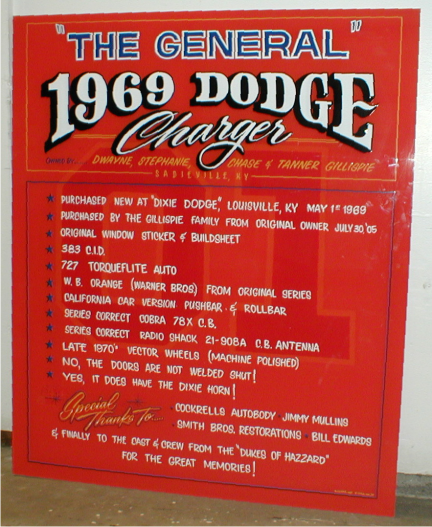 "THE GENERAL"
1969 DODGE
Charger
OWNED BY... DWAYNE, STEPHANIE, CHASE & TANNER GILLISPIE
SADIEVILLE, KY
★ PURCHASED NEW AT "DIXIE DODGE", LOUISVILLE, KY MAY 1ST 1969
★ PURCHASED BY THE GILLISPIE FAMILY FROM ORIGINAL OWNER JULY 30, '05
★ ORIGINAL WINDOW STICKER & BUILDSHEET
★ 383 C.I.D.
★ 727 TORQUEFLITE AUTO
★ W.B. ORANGE (WARNER BROS) FROM ORIGINAL SERIES
★ CALIFORNIA CAR VERSION PUSHBAR & ROLLBAR
★ SERIES CORRECT COBRA 78X C.B.
★ SERIES CORRECT RADIO SHACK 21-908A C.B. ANTENNA
★ LATE 1970'S VECTOR WHEELS (MACHINE POLISHED)
★ NO, THE DOORS ARE NOT WELDED SHUT!
★ YES, IT DOES HAVE THE DIXIE HORN!
Special Thanks To.....
· COCKRELLS AUTOBODY · JIMMY MULLINS
· SMITH BROS. RESTORATIONS · BILL EDWARDS
& FINALLY TO THE CAST & CREW FROM THE "DUKES OF HAZZARD"
FOR THE GREAT MEMORIES!